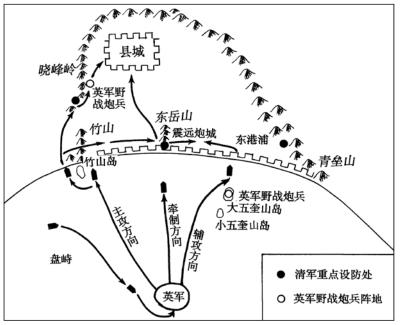 县城
晓峰岭
英军野
战炮兵
竹山
东岳山
震远炮城
东港浦
青垒山
竹山岛
英军野战炮兵
大五奎山岛
小五奎山岛
主攻方向
牵制方向
辅攻方向
盘峙
英军
清军重点设防处
英军野战炮兵阵地